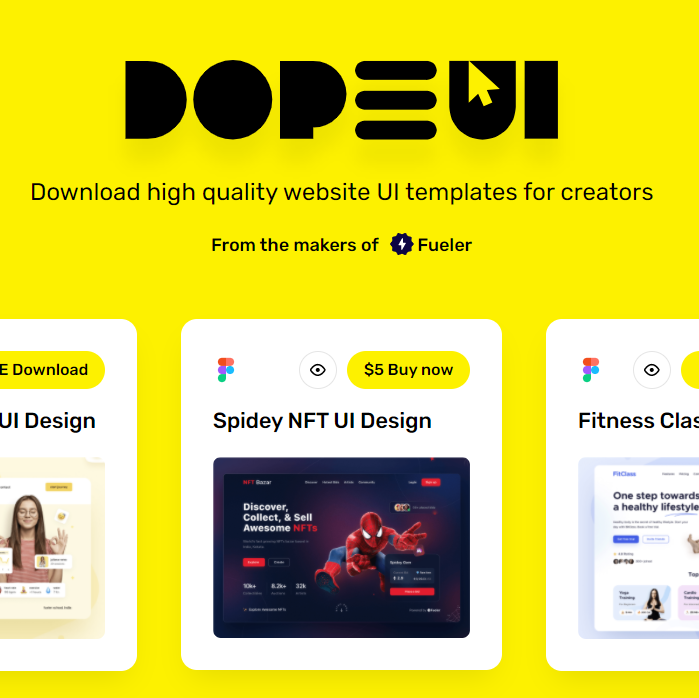 DOPEUI
Download high quality website UI templates for creators
From the makers of Fueler
E Download
UI Design
$5 Buy now
Spidey NFT UI Design
NFT Bazar
Discover,
Collect, & Sell
Awesome NFTs
10k+ 8.2k+ 32k
Fitness Clas
FitClass
One step towards
a healthy lifestyle
Top
Yoga
Training
Cardio
Training